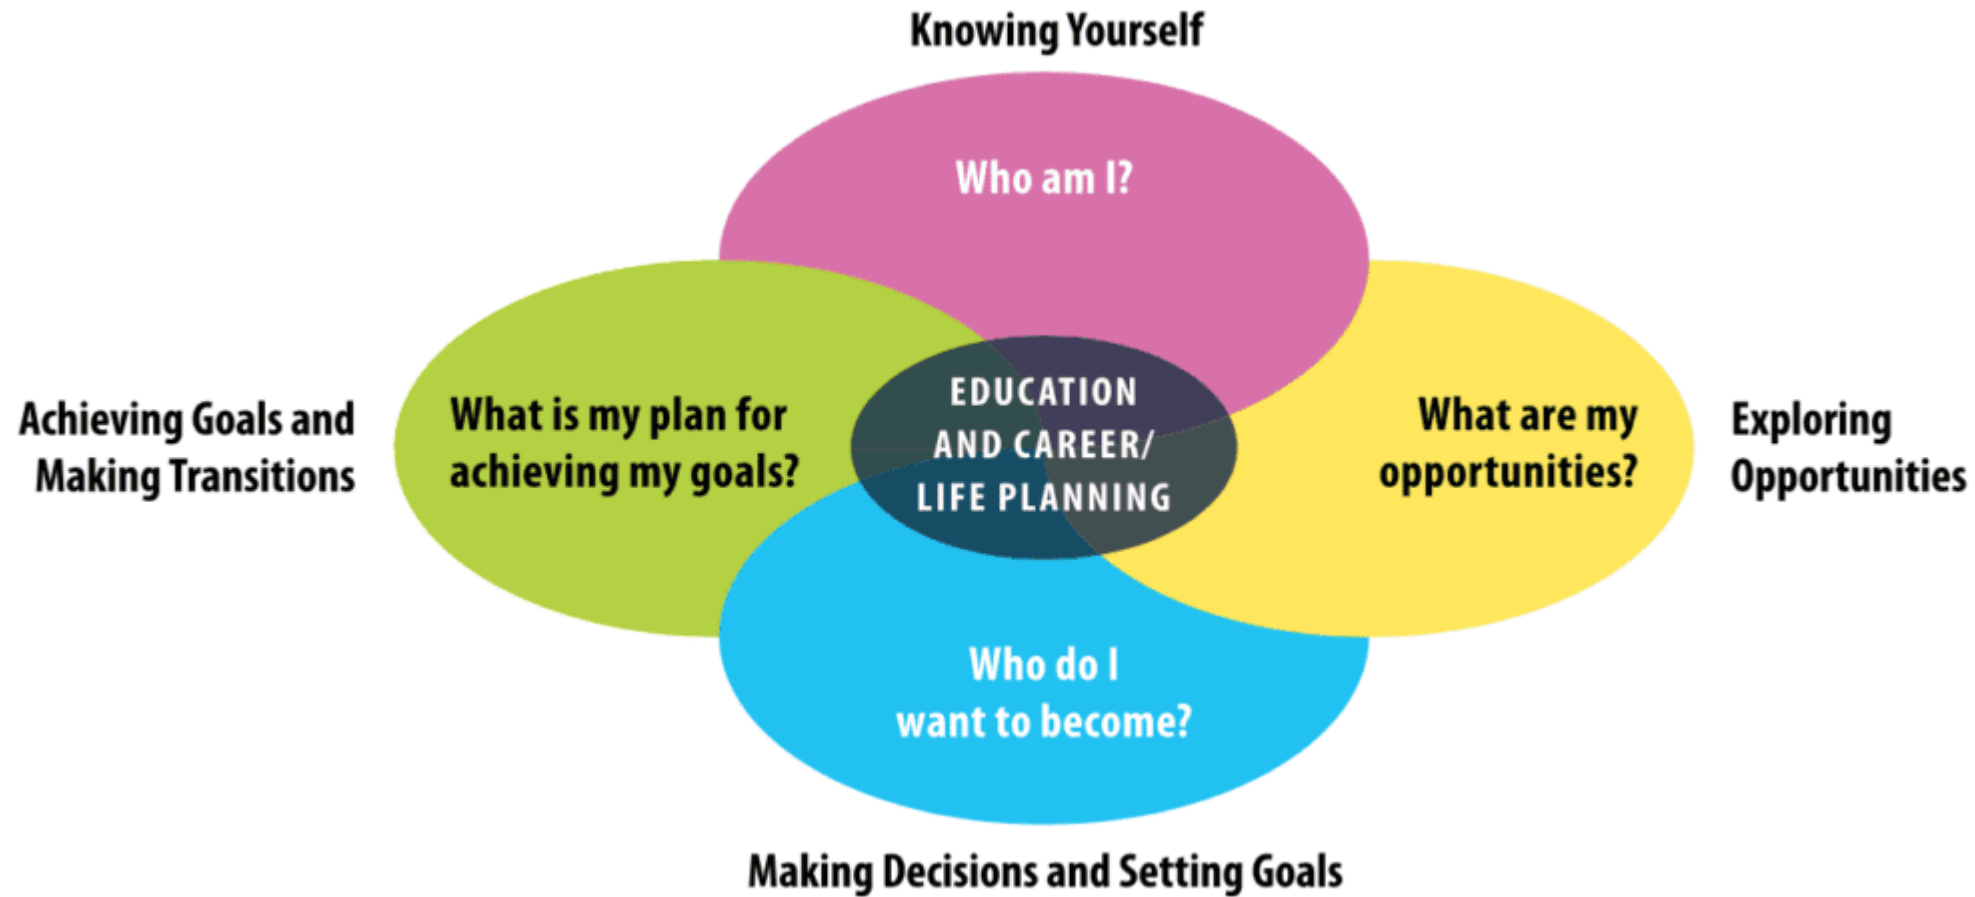 Knowing Yourself
Who am I?
Achieving Goals and
Making Transitions
What is my plan for
achieving my goals?
EDUCATION
AND CAREER/
LIFE PLANNING
What are my
opportunities?
Exploring
Opportunities
Who do I
want to become?
Making Decisions and Setting Goals